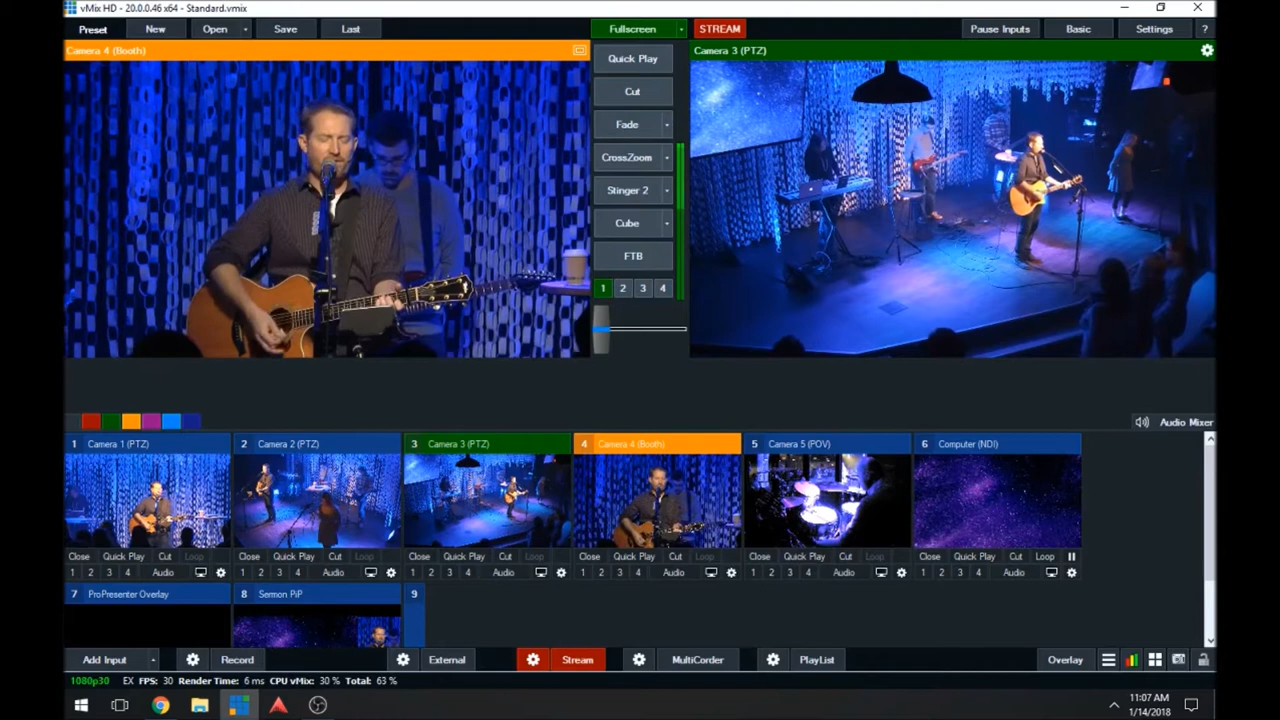 vMix HD - 20.0.0.46 x64 - Standard.vmix
Preset New Open Save Last Fullscreen STREAM Pause Inputs Basic Settings ?
Camera 4 (Booth)
Quick Play
Cut
Fade
CrossZoom
Stinger 2
Cube
FTB
1 2 3 4
Camera 3 (PTZ)
Audio Mixer
1 Camera 1 (PTZ) 2 Camera 2 (PTZ) 3 Camera 3 (PTZ) 4 Camera 4 (Booth) 5 Camera 5 (POV) 6 Computer (NDI)
Close Quick Play Cut Loop Close Quick Play Cut Loop Close Quick Play Cut Loop Close Quick Play Cut Loop Close Quick Play Cut Loop Close Quick Play Cut Loop
1 2 3 4 Audio 1 2 3 4 Audio 1 2 3 4 Audio 1 2 3 4 Audio 1 2 3 4 Audio 1 2 3 4 Audio
7 ProPresenter Overlay 8 Sermon PiP 9
Add Input Record External Stream MultiCorder PlayList Overlay
1080p30 EX FPS: 30 Render Time: 6 ms CPU vMix: 30 % Total: 63 %
11:07 AM
1/14/2018